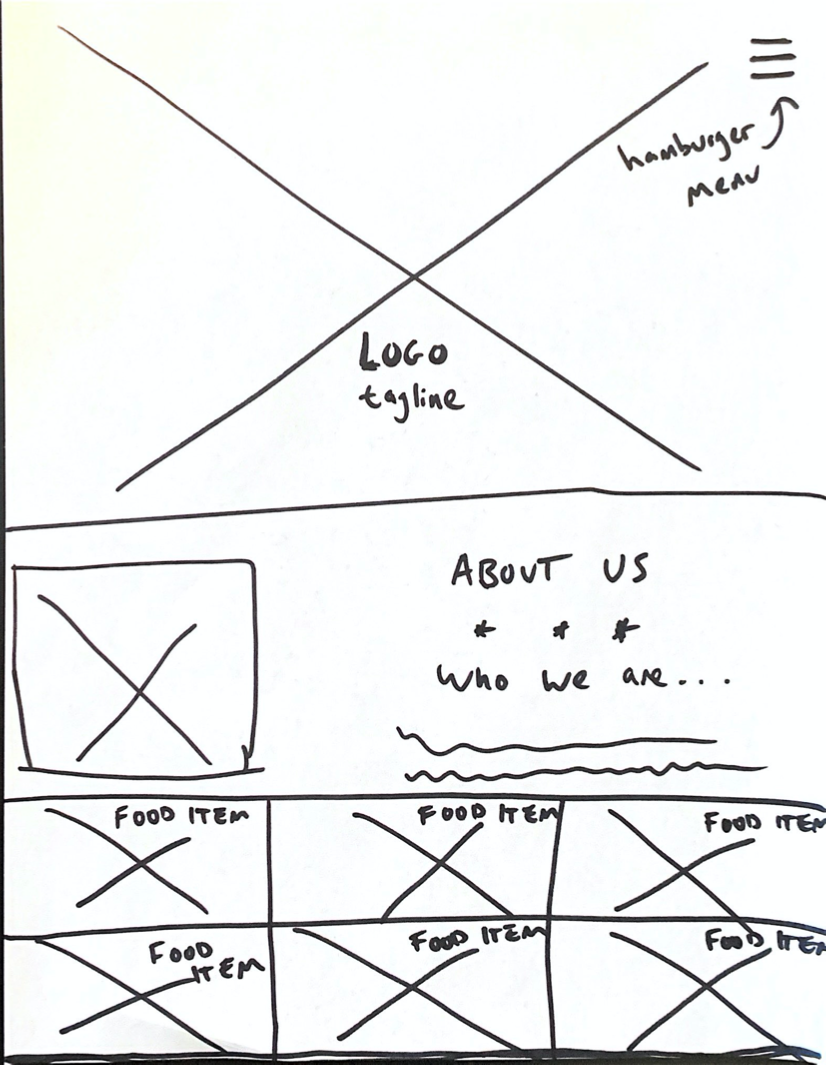 hamburger
menu
LOGO
tagline
ABOUT US
* * *
Who we are...
FOOD ITEM
FOOD ITEM
FOOD ITEM
FOOD
ITEM
FOOD ITEM
FOOD ITEM